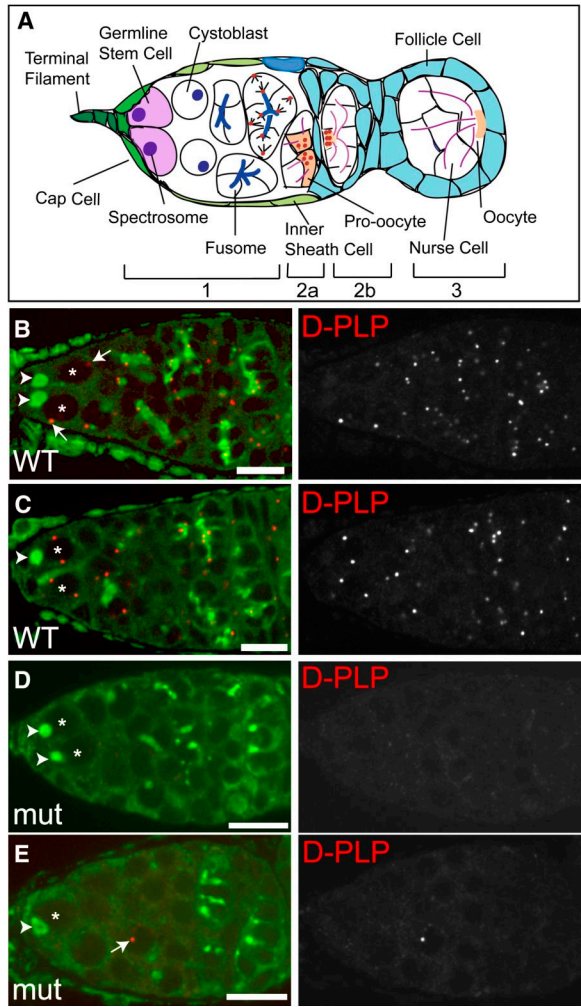 A
Germline
Stem Cell
Cystoblast
Follicle Cell
Terminal
Filament
Cap Cell
Spectrosome
Fusome
Inner
Sheath Cell
Pro-oocyte
Nurse Cell
Oocyte
1
2a
2b
3
B
D-PLP
*
*
WT
C
D-PLP
*
*
WT
D
D-PLP
*
*
mut
E
D-PLP
*
mut